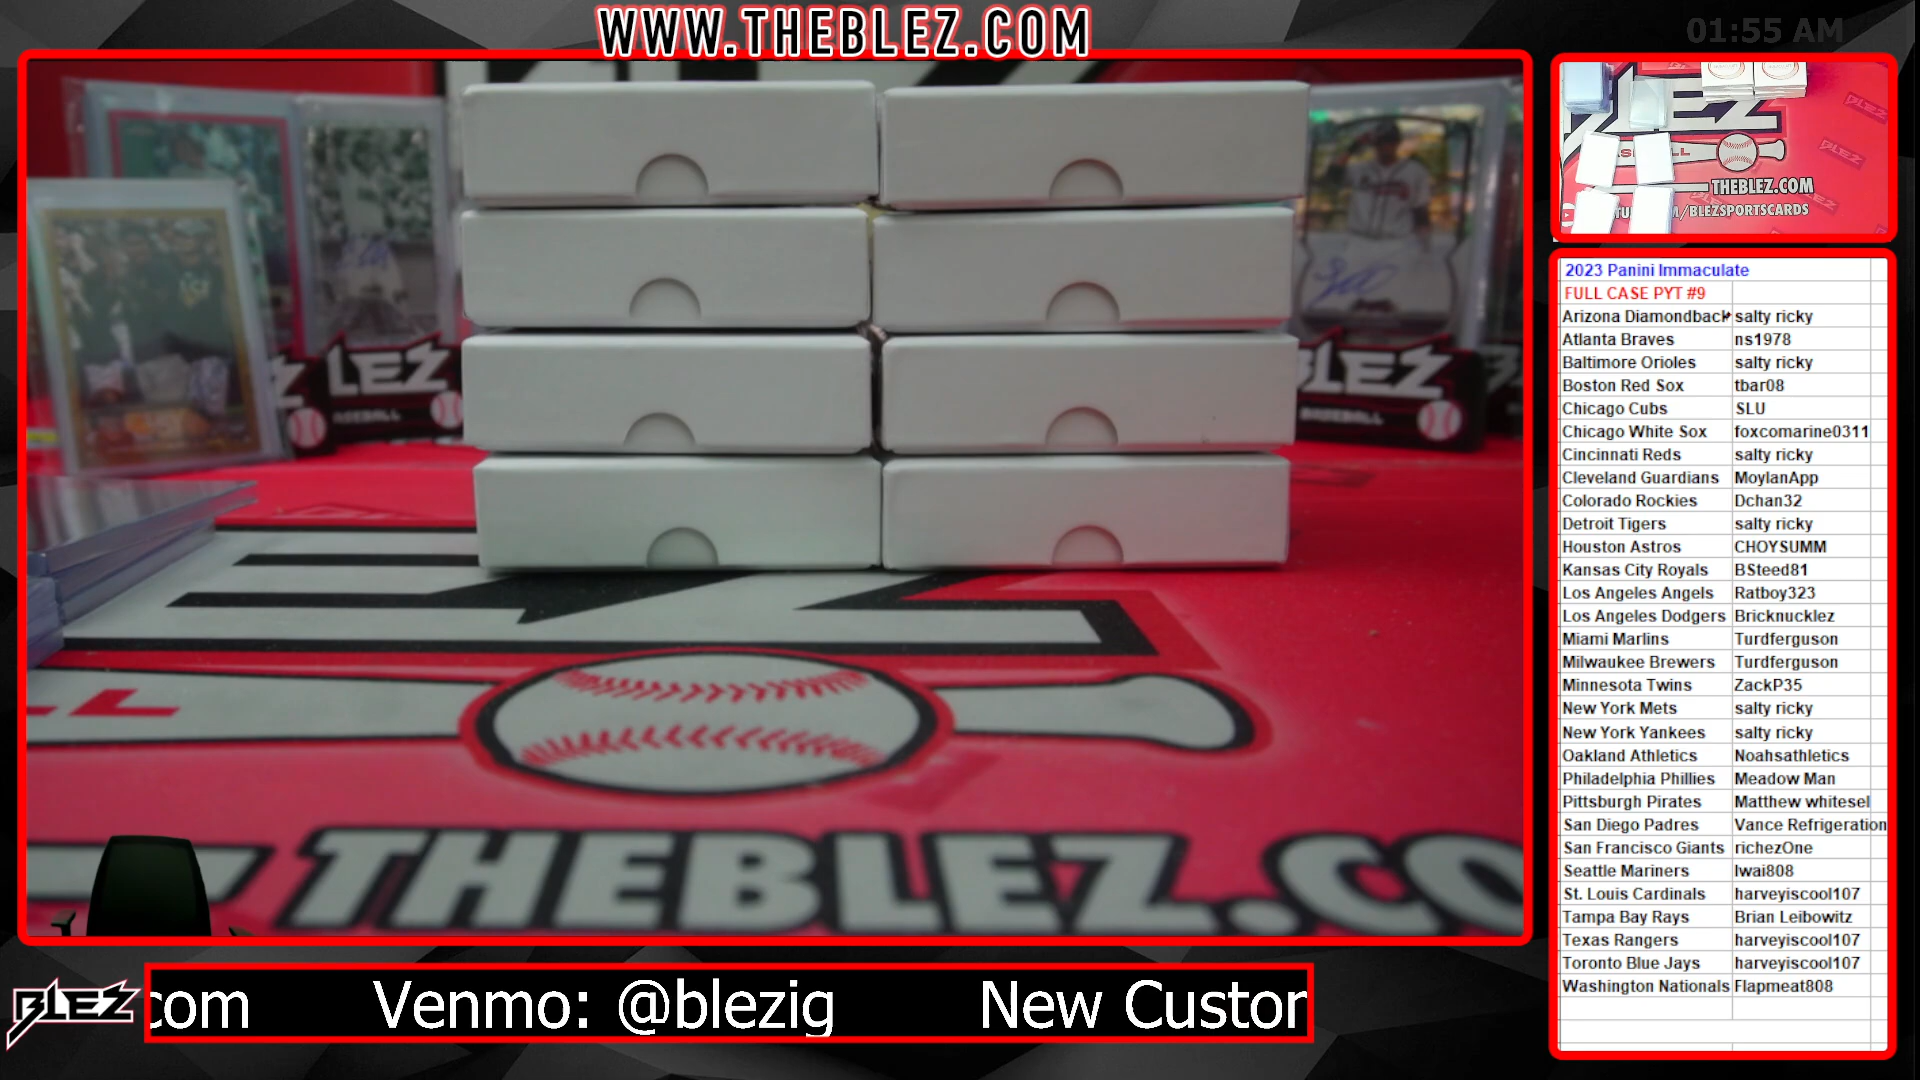 WWW.THEBLEZ.COM
01:55 AM
LEZ
BASEBALL
BLEZ
BASEBALL
THEBLEZ.CO
THEBLEZ.COM
/BLEZSPORTSCARDS
BLEZ
BLEZ
2023 Panini Immaculate
FULL CASE PYT #9
Arizona Diamondback salty ricky
Atlanta Braves ns1978
Baltimore Orioles salty ricky
Boston Red Sox tbar08
Chicago Cubs SLU
Chicago White Sox foxcomarine0311
Cincinnati Reds salty ricky
Cleveland Guardians MoylanApp
Colorado Rockies Dchan32
Detroit Tigers salty ricky
Houston Astros CHOYSUMM
Kansas City Royals BSteed81
Los Angeles Angels Ratboy323
Los Angeles Dodgers Bricknucklez
Miami Marlins Turdferguson
Milwaukee Brewers Turdferguson
Minnesota Twins ZackP35
New York Mets salty ricky
New York Yankees salty ricky
Oakland Athletics Noahsathletics
Philadelphia Phillies Meadow Man
Pittsburgh Pirates Matthew whitesel
San Diego Padres Vance Refrigeration
San Francisco Giants richezOne
Seattle Mariners lwai808
St. Louis Cardinals harveyiscool107
Tampa Bay Rays Brian Leibowitz
Texas Rangers harveyiscool107
Toronto Blue Jays harveyiscool107
Washington Nationals Flapmeat808
BLEZ
com Venmo: @blezig New Custor